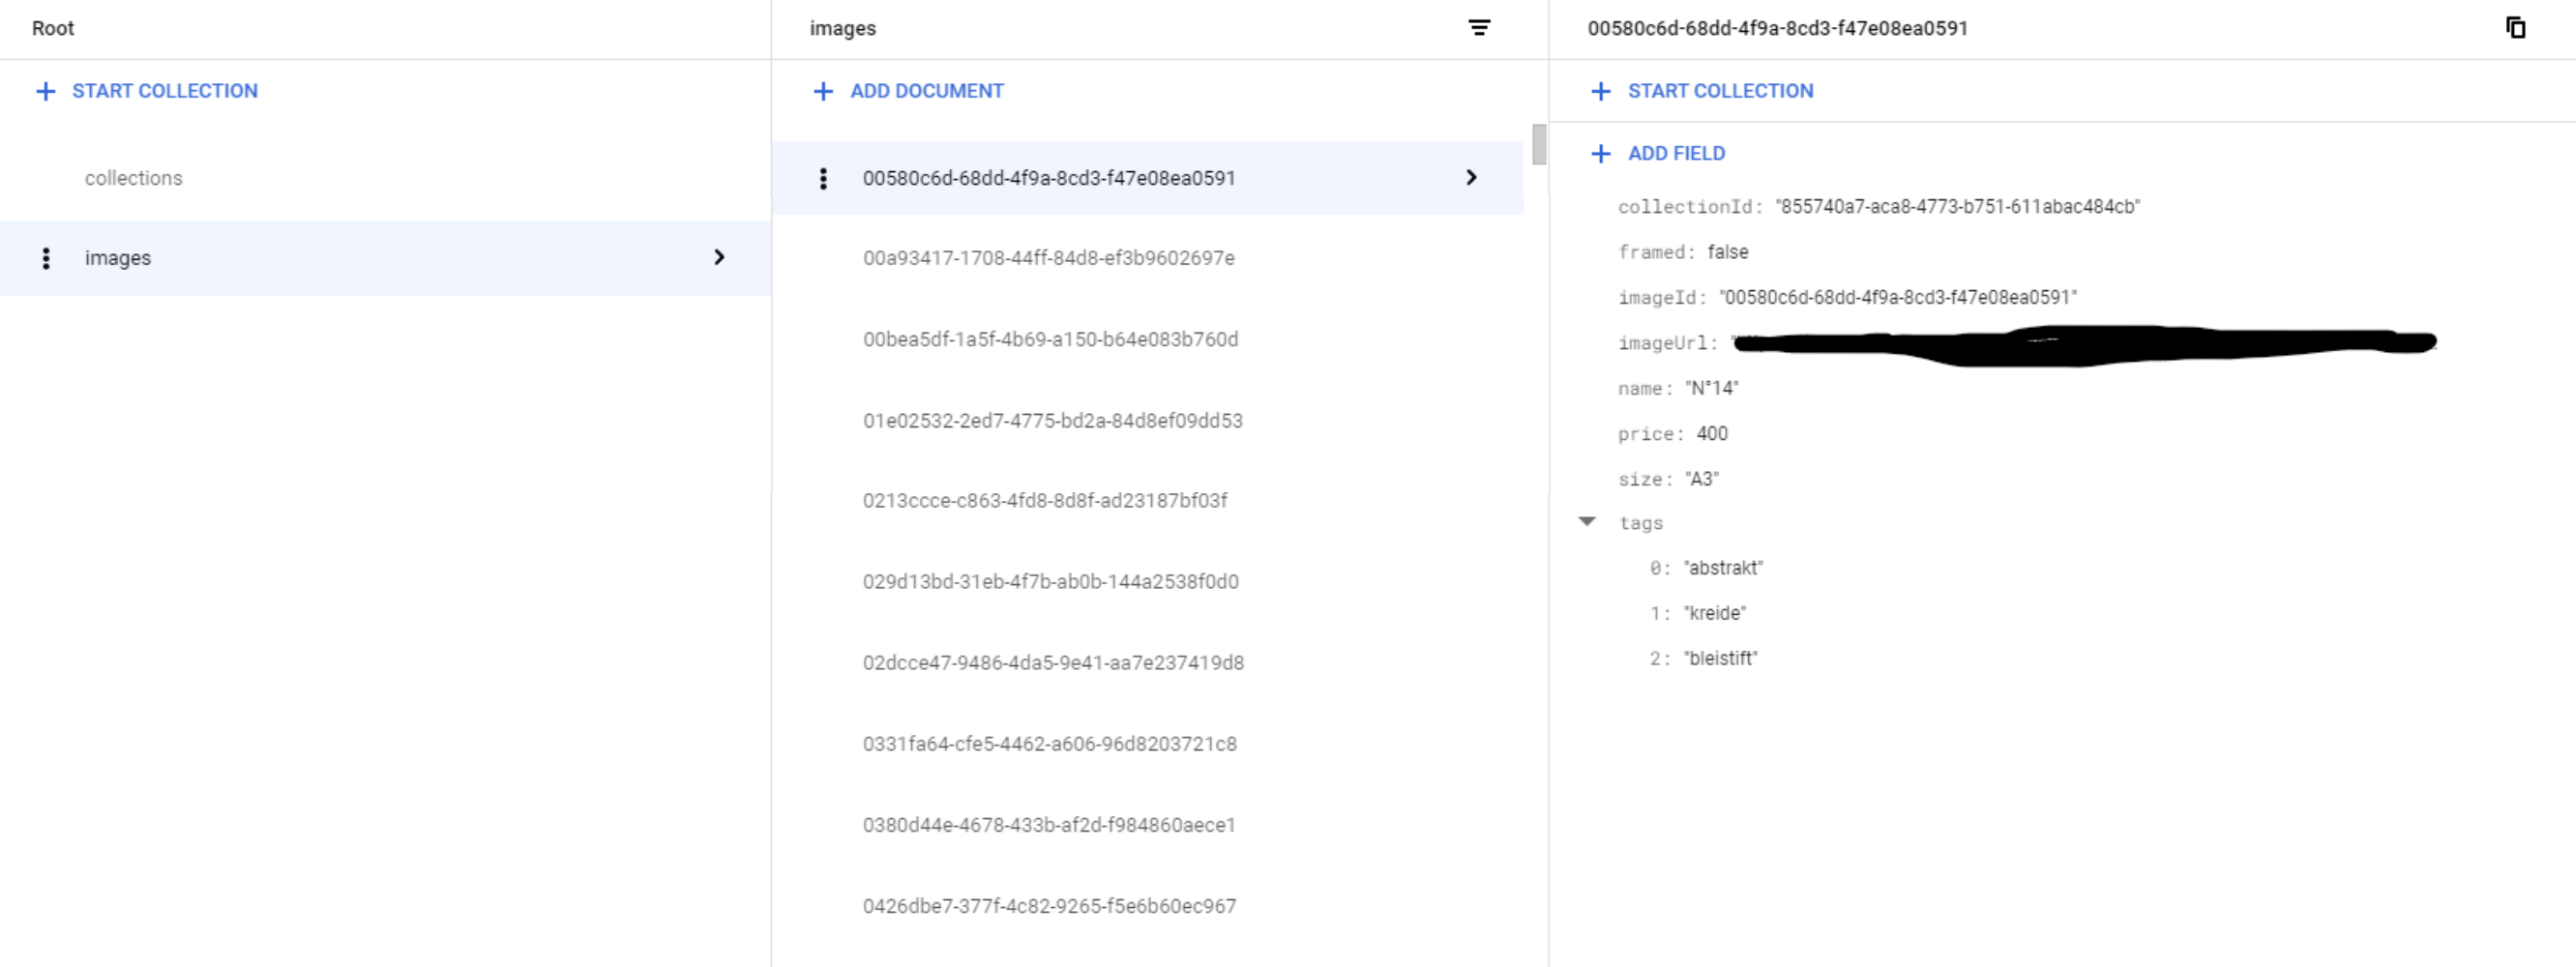 Root
START COLLECTION
collections
images
images
ADD DOCUMENT
00580c6d-68dd-4f9a-8cd3-f47e08ea0591
00a93417-1708-44ff-84d8-ef3b9602697e
00bea5df-1a5f-4b69-a150-b64e083b760d
01e02532-2ed7-4775-bd2a-84d8ef09dd53
0213ccce-c863-4fd8-8d8f-ad23187bf03f
029d13bd-31eb-4f7b-ab0b-144a2538f0d0
02dcce47-9486-4da5-9e41-aa7e237419d8
0331fa64-cfe5-4462-a606-96d8203721c8
0380d44e-4678-433b-af2d-f984860aece1
0426dbe7-377f-4c82-9265-f5e6b60ec967
00580c6d-68dd-4f9a-8cd3-f47e08ea0591
START COLLECTION
ADD FIELD
collectionId: "855740a7-aca8-4773-b751-611abac484cb"
framed: false
imageId: "00580c6d-68dd-4f9a-8cd3-f47e08ea0591"
imageUrl: "
name: "N°14"
price: 400
size: "A3"
tags
0: "abstrakt"
1: "kreide"
2: "bleistift"